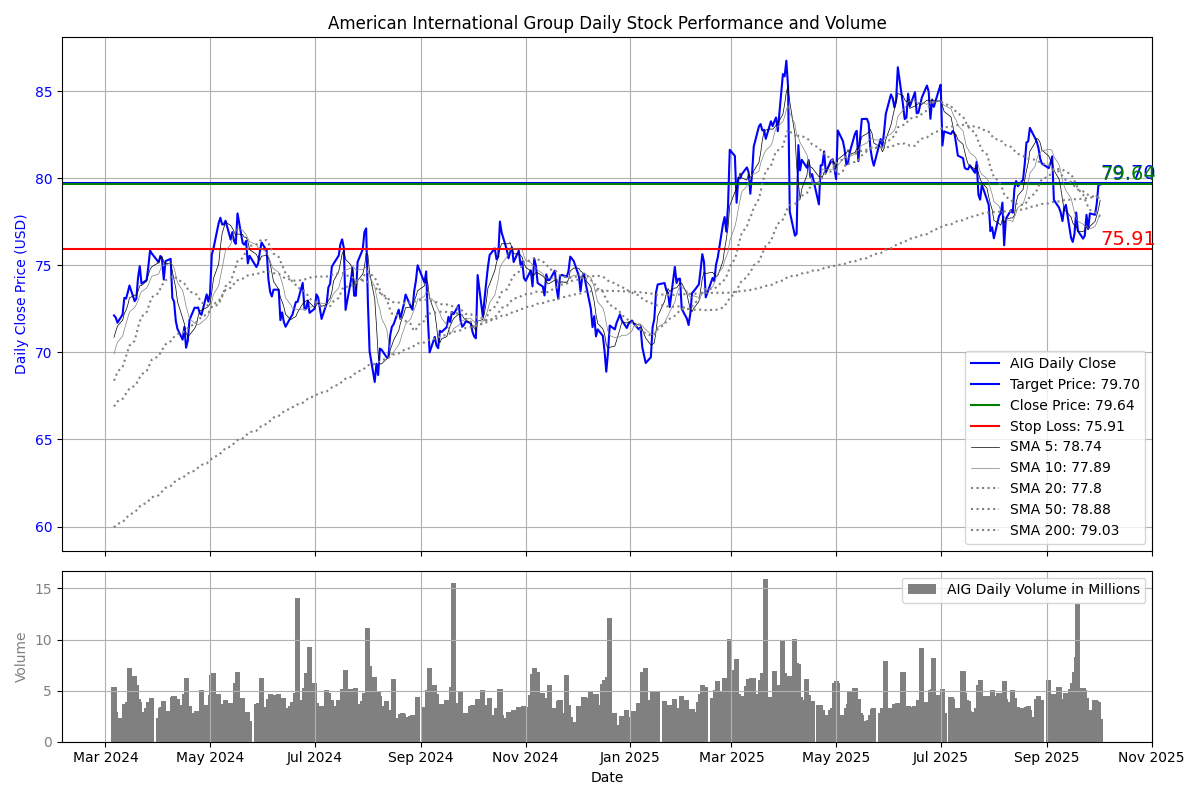 American International Group Daily Stock Performance and Volume
Daily Close Price (USD)
85
80
75
70
65
60
79.70
79.64
75.91
AIG Daily Close
Target Price: 79.70
Close Price: 79.64
Stop Loss: 75.91
SMA 5: 78.74
SMA 10: 77.89
SMA 20: 77.8
SMA 50: 78.88
SMA 200: 79.03
Volume
15
10
5
0
AIG Daily Volume in Millions
Mar 2024 May 2024 Jul 2024 Sep 2024 Nov 2024 Jan 2025 Mar 2025 May 2025 Jul 2025 Sep 2025 Nov 2025
Date